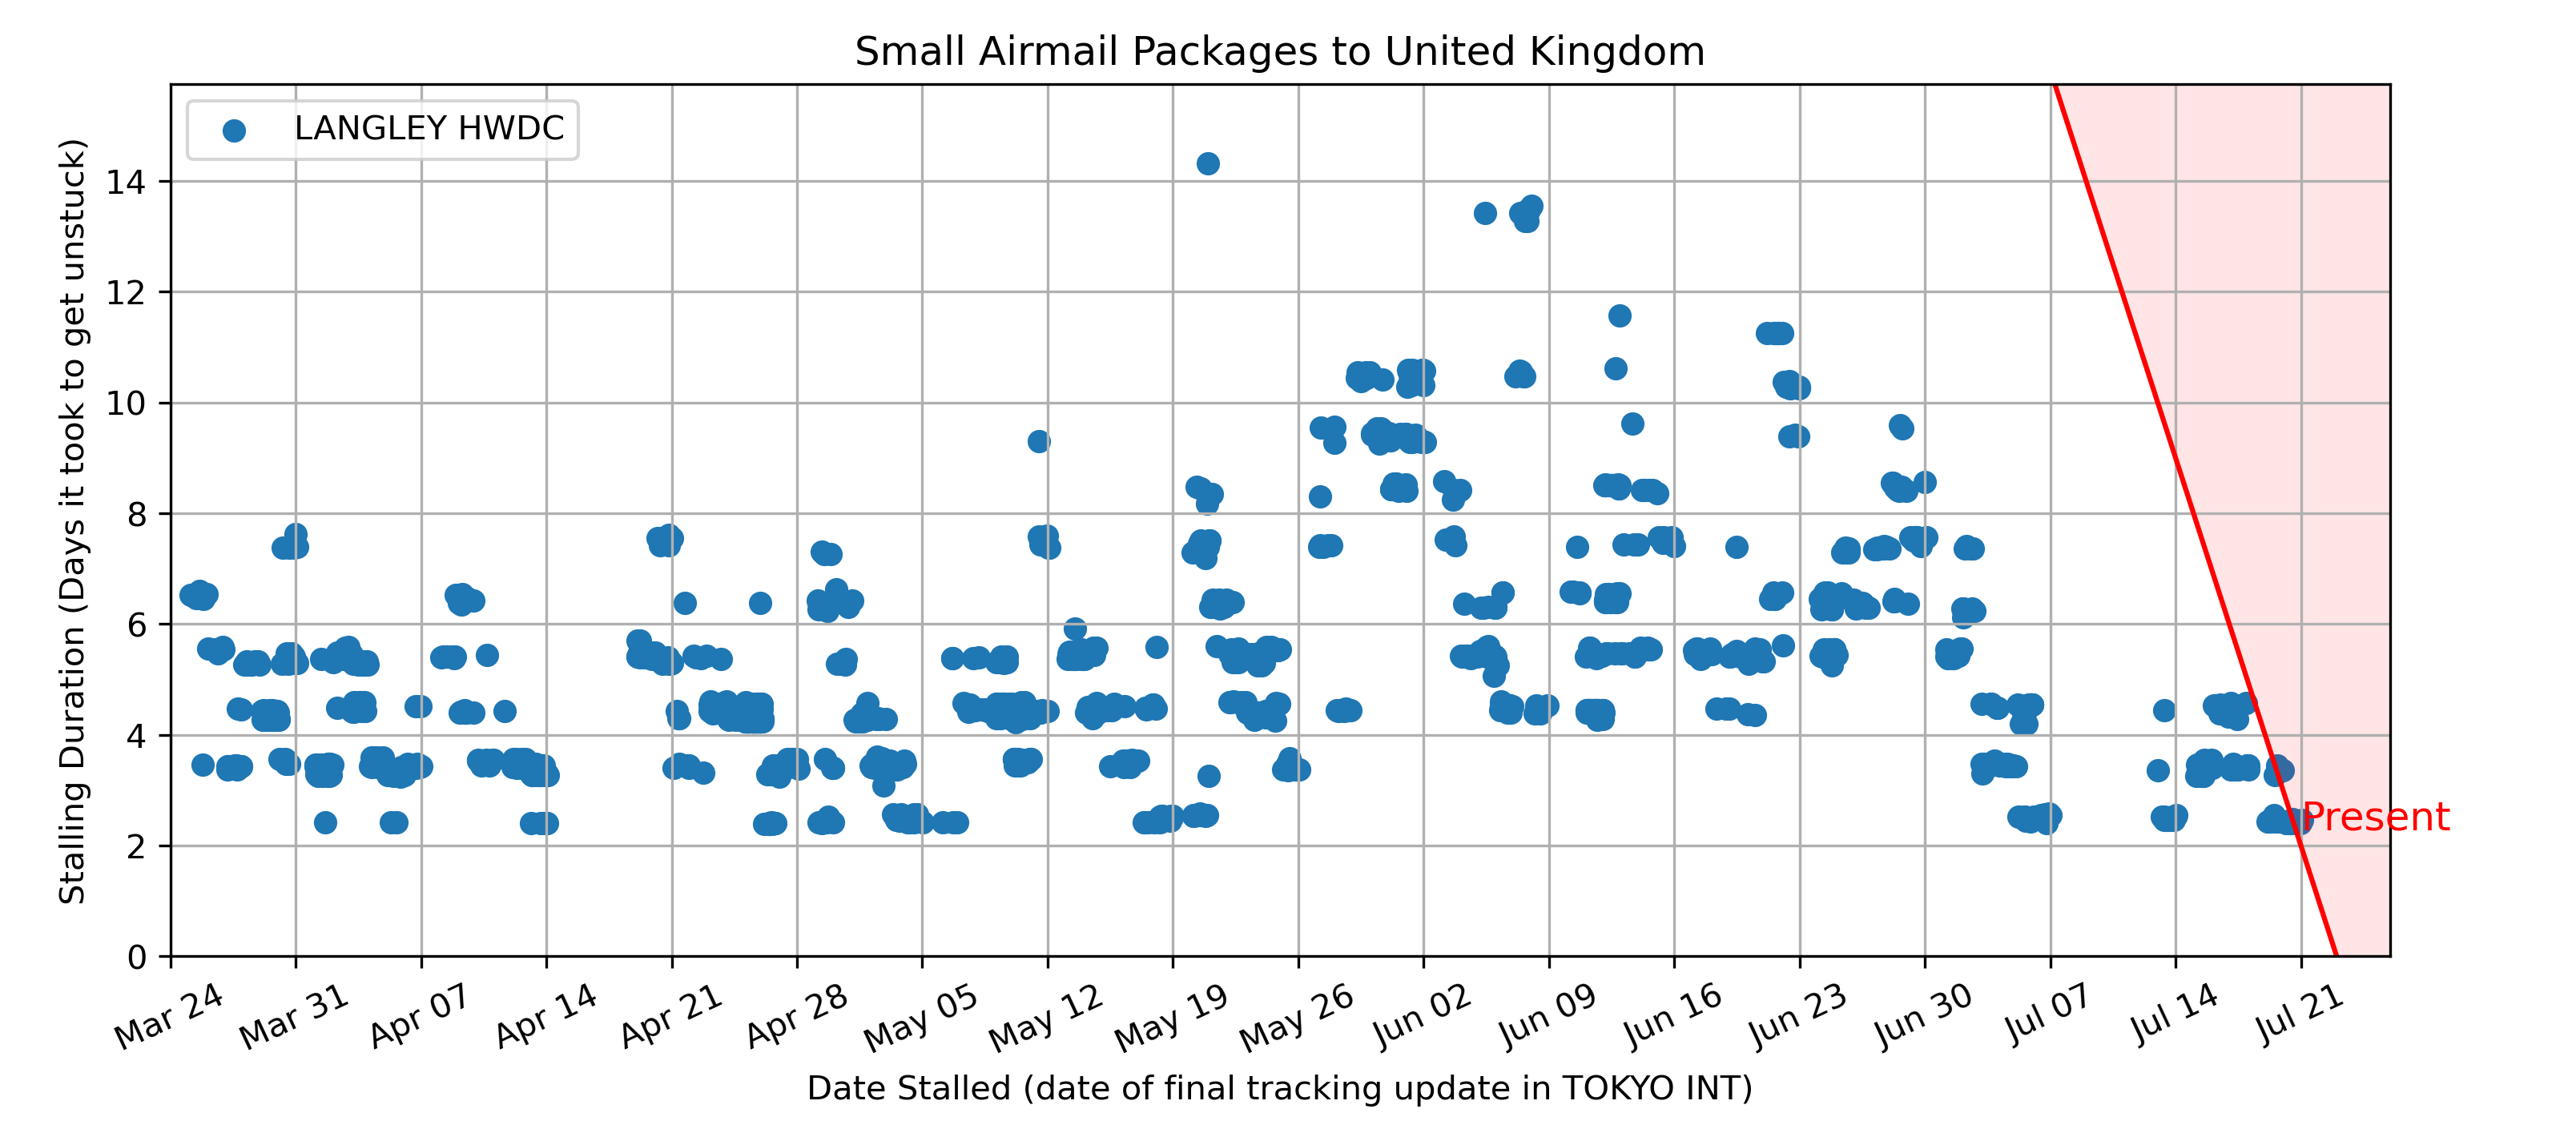 Small Airmail Packages to United Kingdom
LANGLEY HWDC
Stalling Duration (Days it took to get unstuck)
14
12
10
8
6
4
2
0
Present
Mar 24
Mar 31
Apr 07
Apr 14
Apr 21
Apr 28
May 05
May 12
May 19
May 26
Jun 02
Jun 09
Jun 16
Jun 23
Jun 30
Jul 07
Jul 14
Jul 21
Date Stalled (date of final tracking update in TOKYO INT)